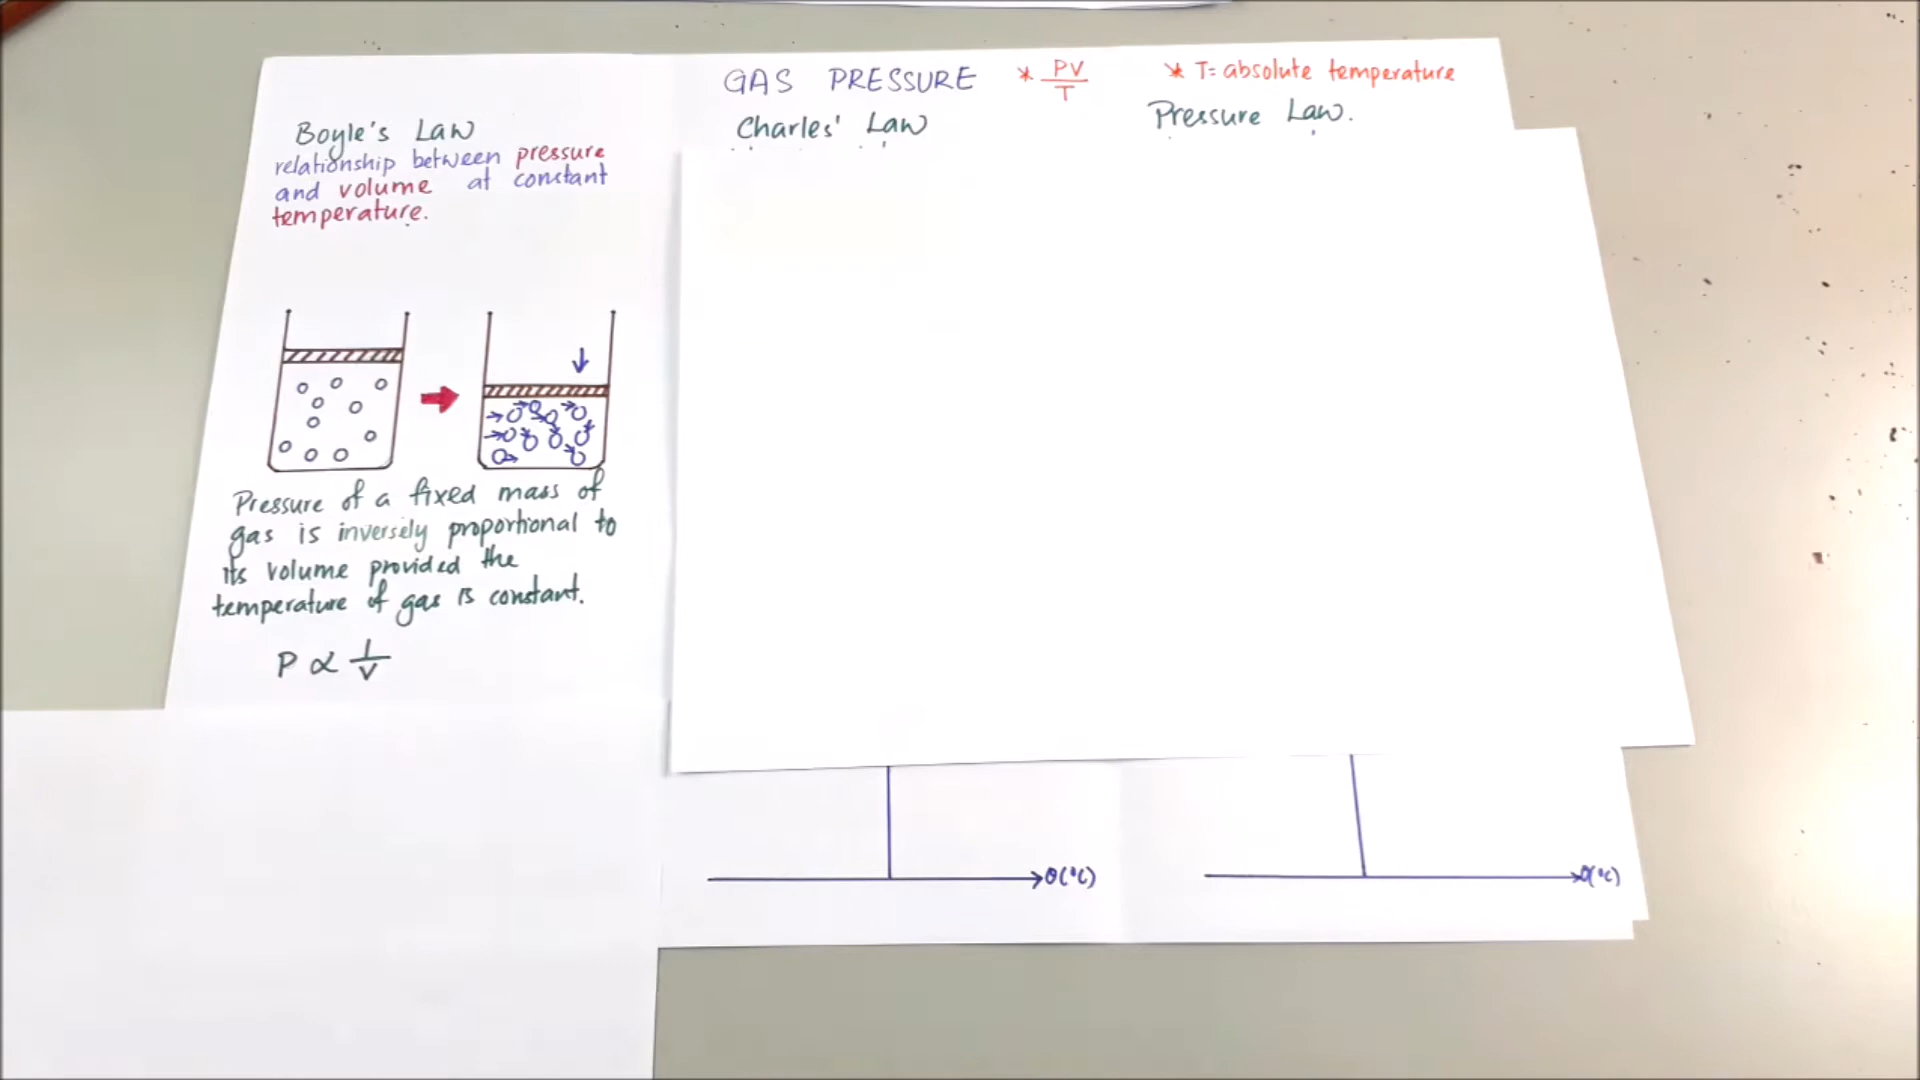 GAS PRESSURE * PV/T * T= absolute temperature
Boyle's Law
relationship between pressure
and volume at constant
temperature.
Charles' Law
Pressure Law.
Pressure of a fixed mass of
gas is inversely proportional to
its volume provided the
temperature of gas is constant.
P ∝ 1/V
θ(°C)
θ(°C)